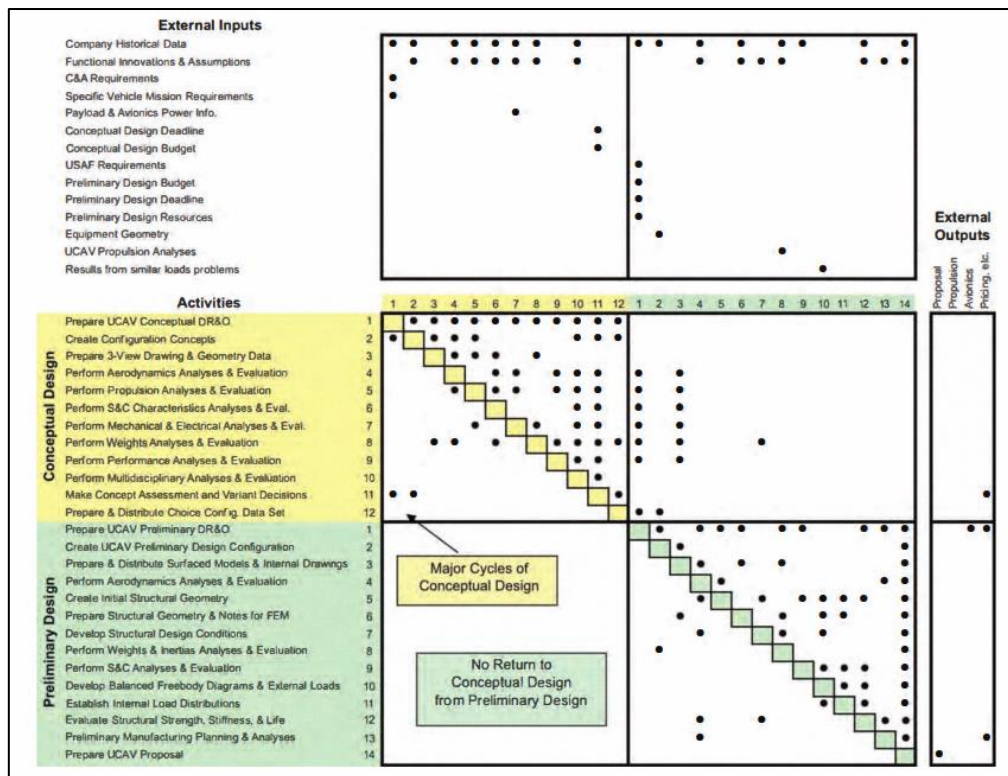 External Inputs
Company Historical Data
Functional Innovations & Assumptions
C&A Requirements
Specific Vehicle Mission Requirements
Payload & Avionics Power Info.
Conceptual Design Deadline
Conceptual Design Budget
USAF Requirements
Preliminary Design Budget
Preliminary Design Deadline
Preliminary Design Resources
Equipment Geometry
UCAV Propulsion Analyses
Results from similar loads problems
External
Outputs
Proposal
Propulsion
Avionics
Pricing, etc.
Activities
1 2 3 4 5 6 7 8 9 10 11 12 1 2 3 4 5 6 7 8 9 10 11 12 13 14
Conceptual Design
Prepare UCAV Conceptual DR&O 1
Create Configuration Concepts 2
Prepare 3-View Drawing & Geometry Data 3
Perform Aerodynamics Analyses & Evaluation 4
Perform Propulsion Analyses & Evaluation 5
Perform S&C Characteristics Analyses & Eval. 6
Perform Mechanical & Electrical Analyses & Eval. 7
Perform Weights Analyses & Evaluation 8
Perform Performance Analyses & Evaluation 9
Perform Multidisciplinary Analyses & Evaluation 10
Make Concept Assessment and Variant Decisions 11
Prepare & Distribute Choice Config. Data Set 12
Preliminary Design
Prepare UCAV Preliminary DR&O 1
Create UCAV Preliminary Design Configuration 2
Prepare & Distribute Surfaced Models & Internal Drawings 3
Perform Aerodynamics Analyses & Evaluation 4
Create Initial Structural Geometry 5
Prepare Structural Geometry & Notes for FEM 6
Develop Structural Design Conditions 7
Perform Weights & Inertias Analyses & Evaluation 8
Perform S&C Analyses & Evaluation 9
Develop Balanced Freebody Diagrams & External Loads 10
Establish Internal Load Distributions 11
Evaluate Structural Strength, Stiffness, & Life 12
Preliminary Manufacturing Planning & Analyses 13
Prepare UCAV Proposal 14
Major Cycles of
Conceptual Design
No Return to
Conceptual Design
from Preliminary Design